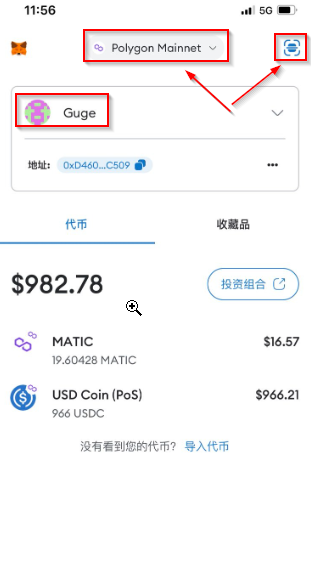 11:56
5G
Polygon Mainnet
Guge
地址: 0xD460...C509
代币
收藏品
$982.78
投资组合
MATIC
$16.57
19.60428 MATIC
USD Coin (PoS)
$966.21
966 USDC
没有看到您的代币? 导入代币